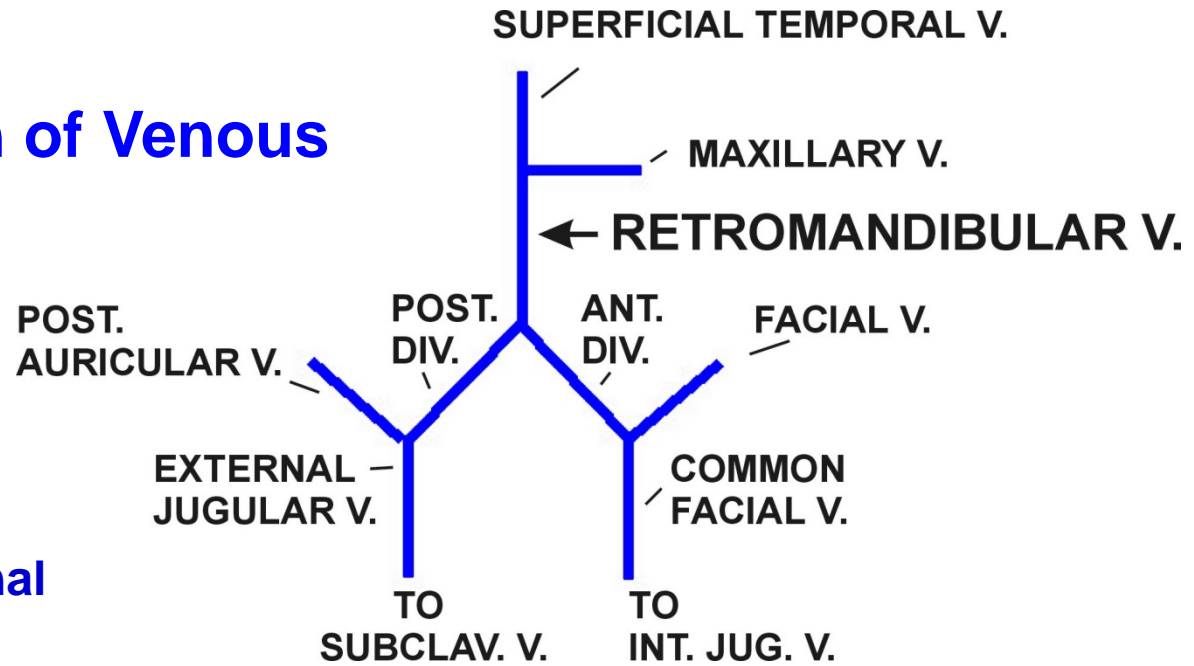 SUPERFICIAL TEMPORAL V.
of Venous
MAXILLARY V.
RETROMANDIBULAR V.
POST.
AURICULAR V.
POST.
DIV.
ANT.
DIV.
FACIAL V.
EXTERNAL
JUGULAR V.
COMMON
FACIAL V.
TO
SUBCLAV. V.
TO
INT. JUG. V.